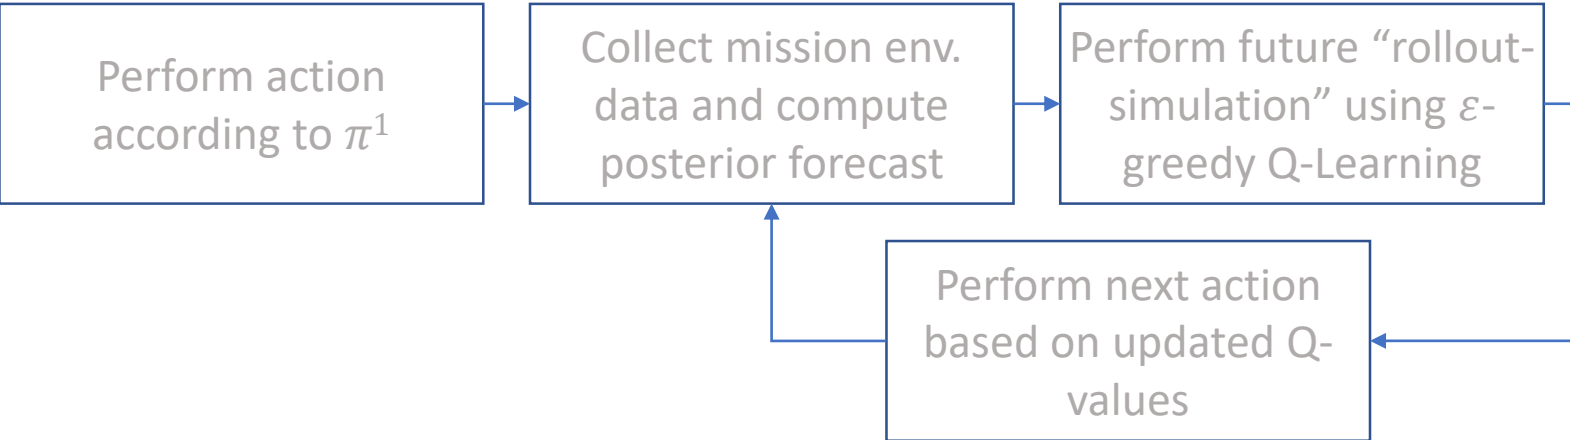 Perform action
according to π¹
Collect mission env.
data and compute
posterior forecast
Perform future “rollout-
simulation” using ε-
greedy Q-Learning
Perform next action
based on updated Q-
values